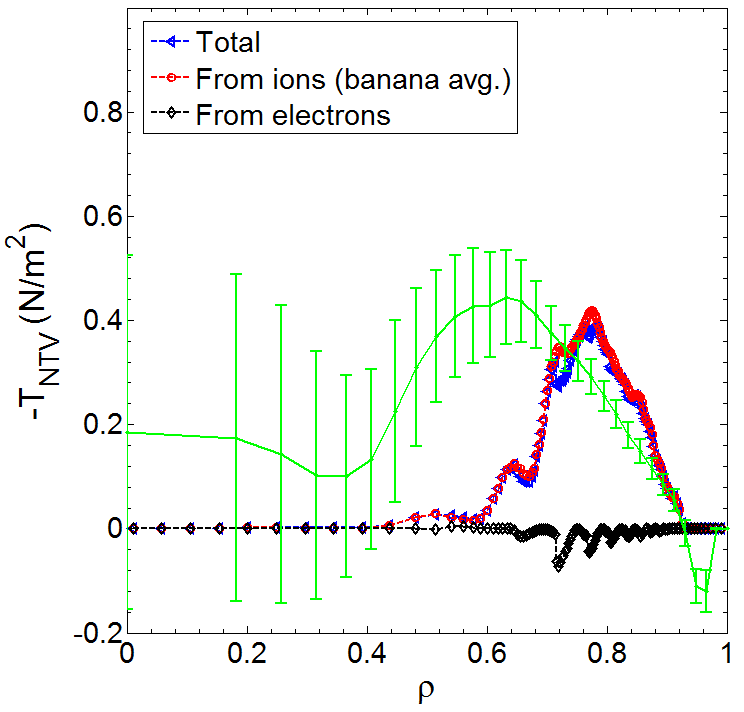 Total
From ions (banana avg.)
From electrons
0.8
0.6
0.4
0.2
0
-0.2
-T_NTV (N/m^2)
0 0.2 0.4 0.6 0.8 1
ρ